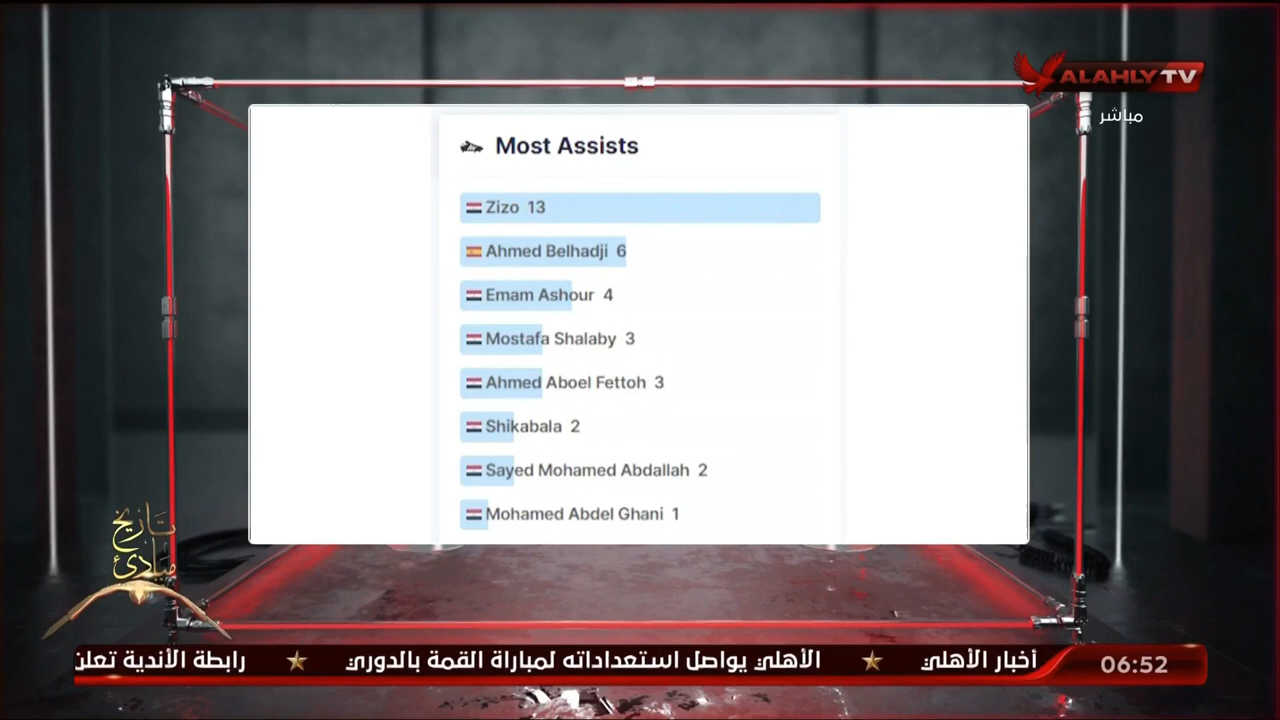 ALAHLY TV
مباشر
Most Assists
Zizo 13
Ahmed Belhadji 6
Emam Ashour 4
Mostafa Shalaby 3
Ahmed Aboel Fettoh 3
Shikabala 2
Sayed Mohamed Abdallah 2
Mohamed Abdel Ghani 1
تاريخ
مبادئ
أخبار الأهلي ★ الأهلي يواصل استعداداته لمباراة القمة بالدوري ★ رابطة الأندية تعلن
06:52